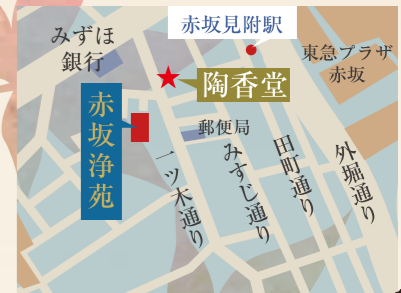 赤坂見附駅
みずほ
銀行
東急プラザ
赤坂
陶香堂
赤坂浄苑
郵便局
一ツ木通り
みすじ通り
田町通り
外堀通り